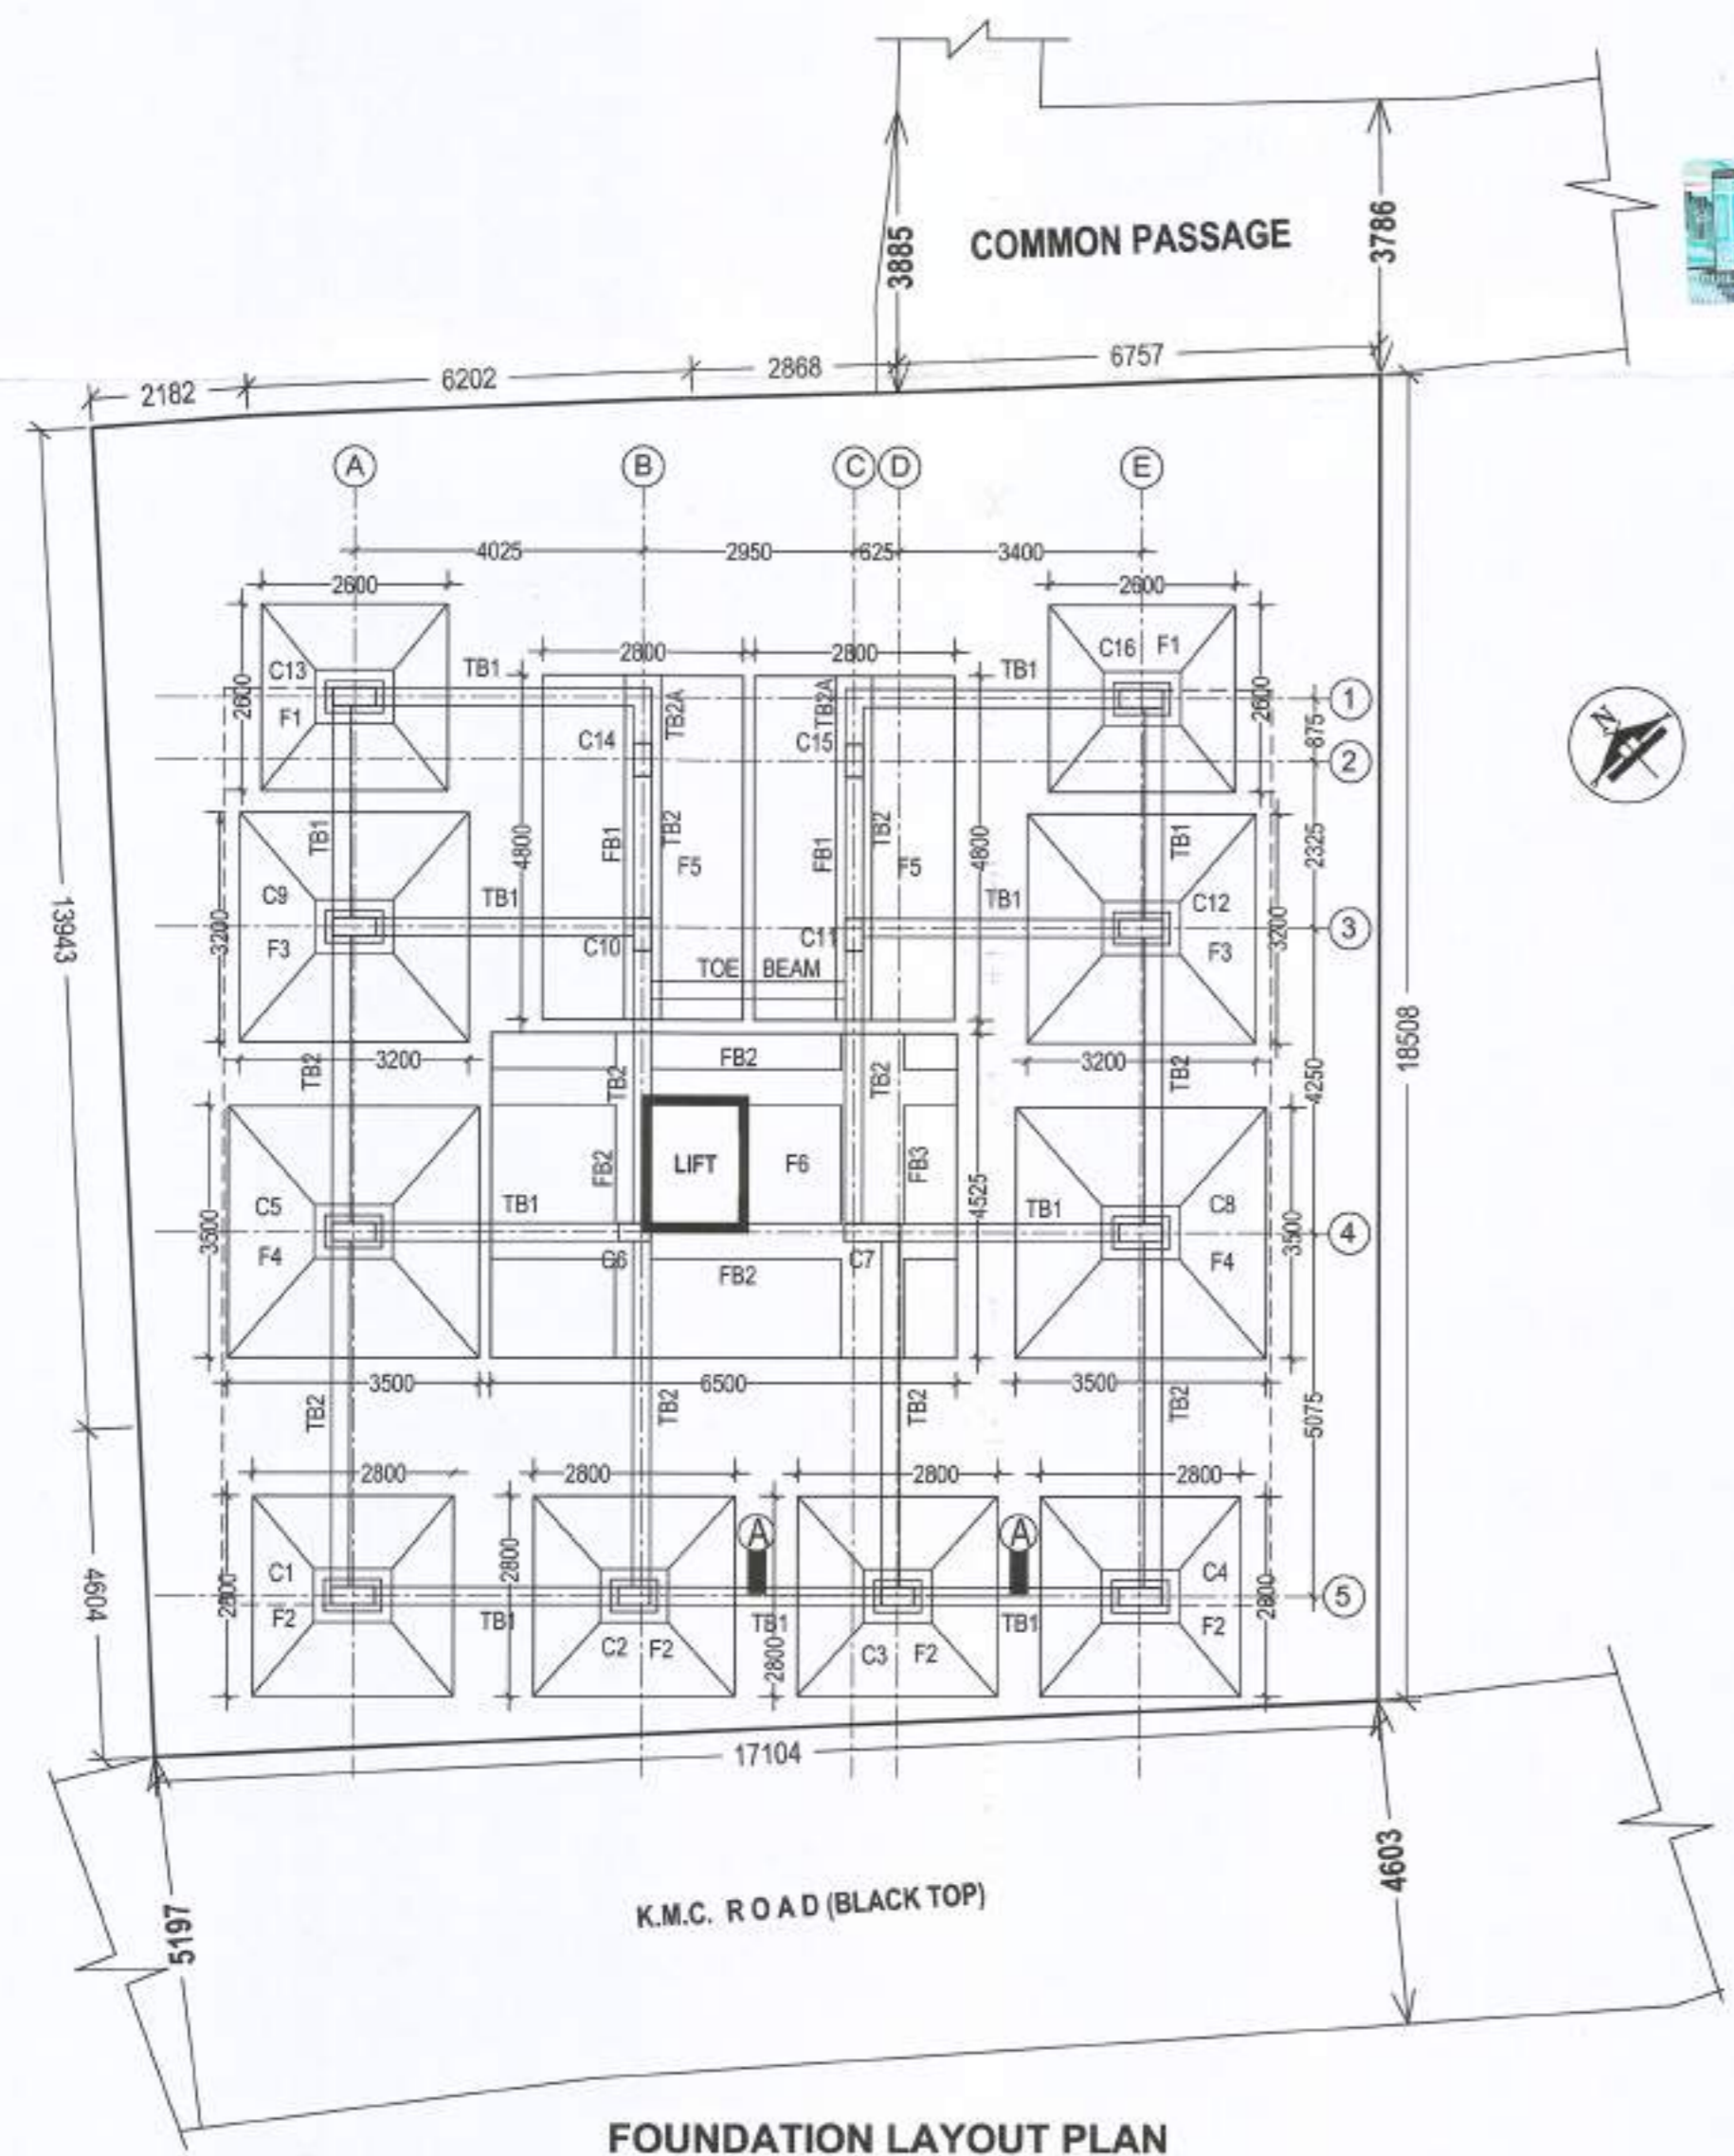 3885
COMMON PASSAGE
3786
2182
6202
2868
6757
A
B
C
D
E
4025
2950
625
3400
2600
2600
2800
2800
C13
F1
TB1
TB2A
TB2A
TB1
C16
F1
2600
2600
1
875
2
C14
C15
N
TB1
4800
FB1
TB2
F5
FB1
TB2
F5
4800
TB1
2325
C9
F3
3200
TB1
TB1
C12
F3
3200
3
C10
C11
TOE
BEAM
13943
18508
3200
TB2
TB2
FB2
TB2
3200
TB2
4250
C5
F4
3500
TB1
FB2
LIFT
F6
FB3
4525
TB1
C8
F4
3500
4
C6
FB2
C7
3500
6500
3500
TB2
TB2
TB2
TB2
5075
2800
2800
2800
2800
4604
C1
F2
2800
2800
A
A
C4
F2
2800
5
TB1
C2
F2
TB1
2800
C3
F2
TB1
17104
5197
K.M.C. R O A D (BLACK TOP)
4603
FOUNDATION LAYOUT PLAN